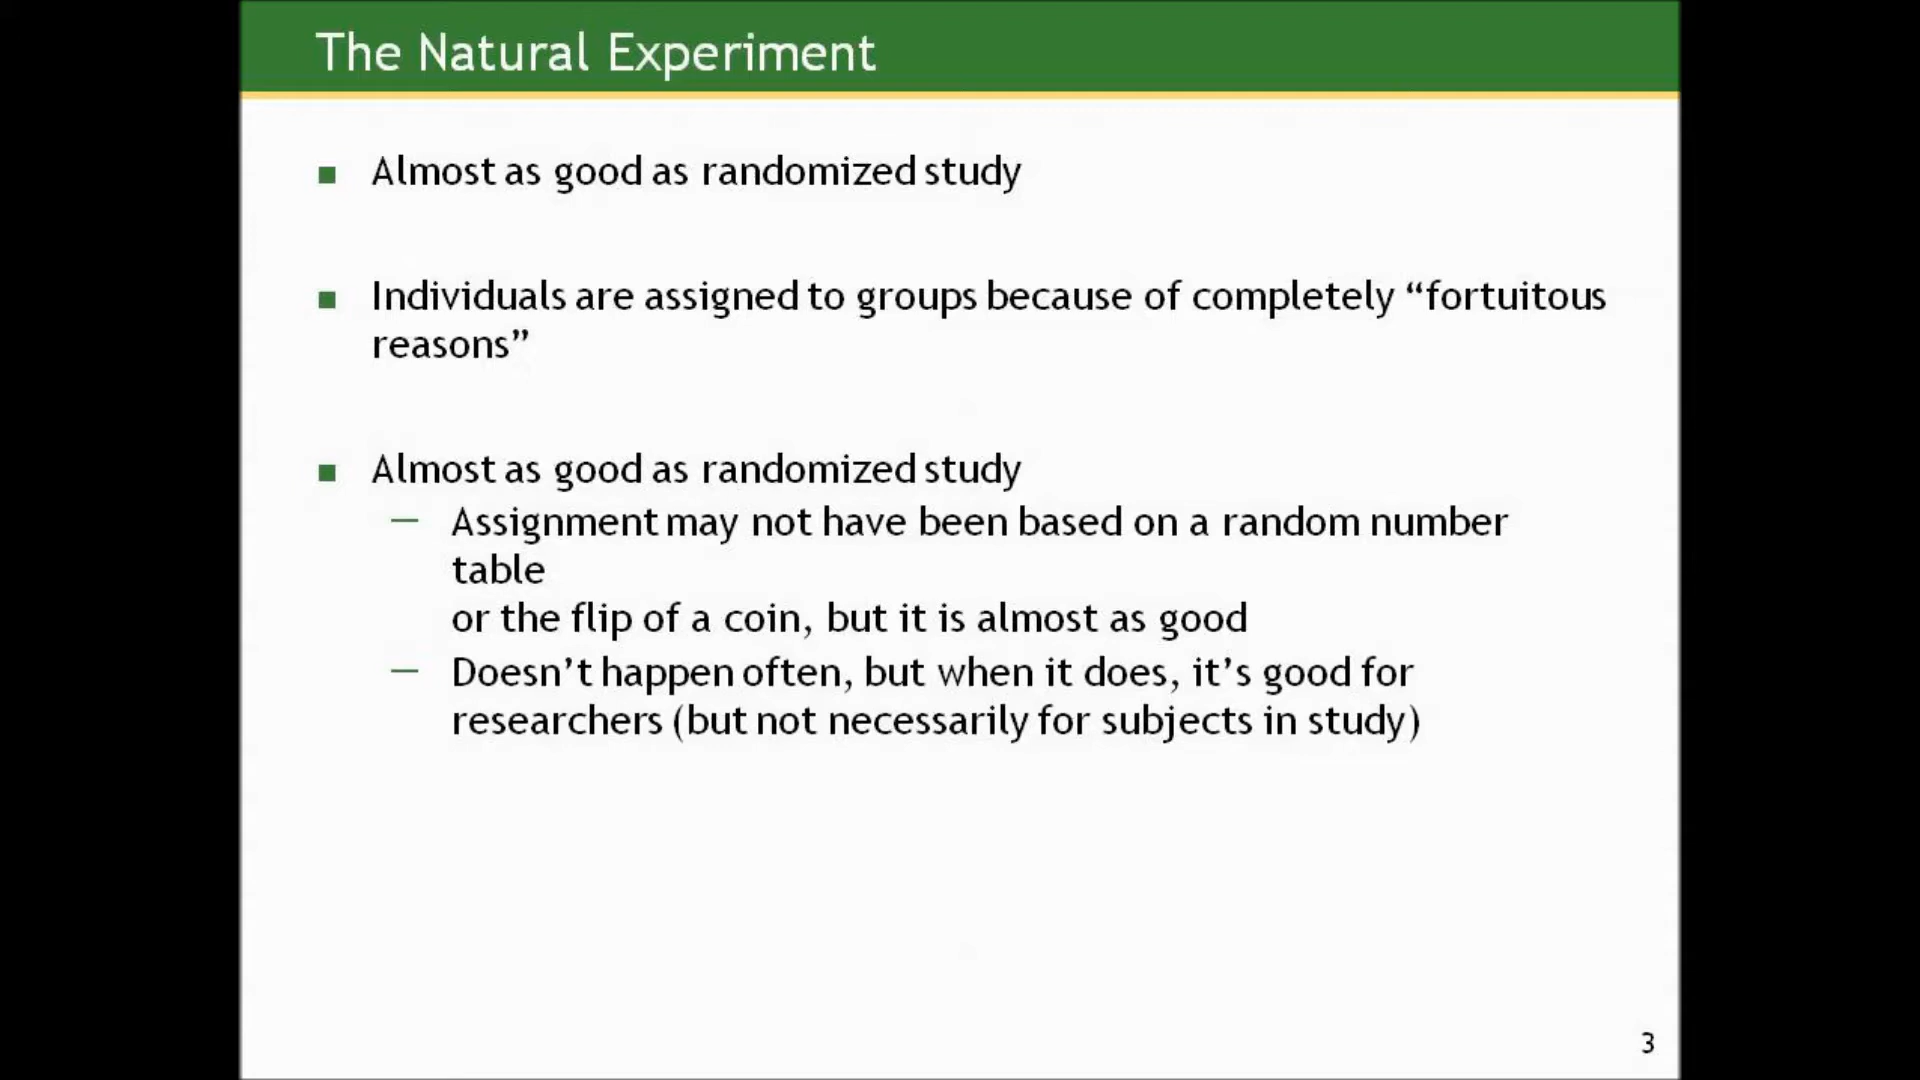 The Natural Experiment
Almost as good as randomized study
Individuals are assigned to groups because of completely “fortuitous
reasons”
Almost as good as randomized study
— Assignment may not have been based on a random number
table
or the flip of a coin, but it is almost as good
— Doesn’t happen often, but when it does, it’s good for
researchers (but not necessarily for subjects in study)
3